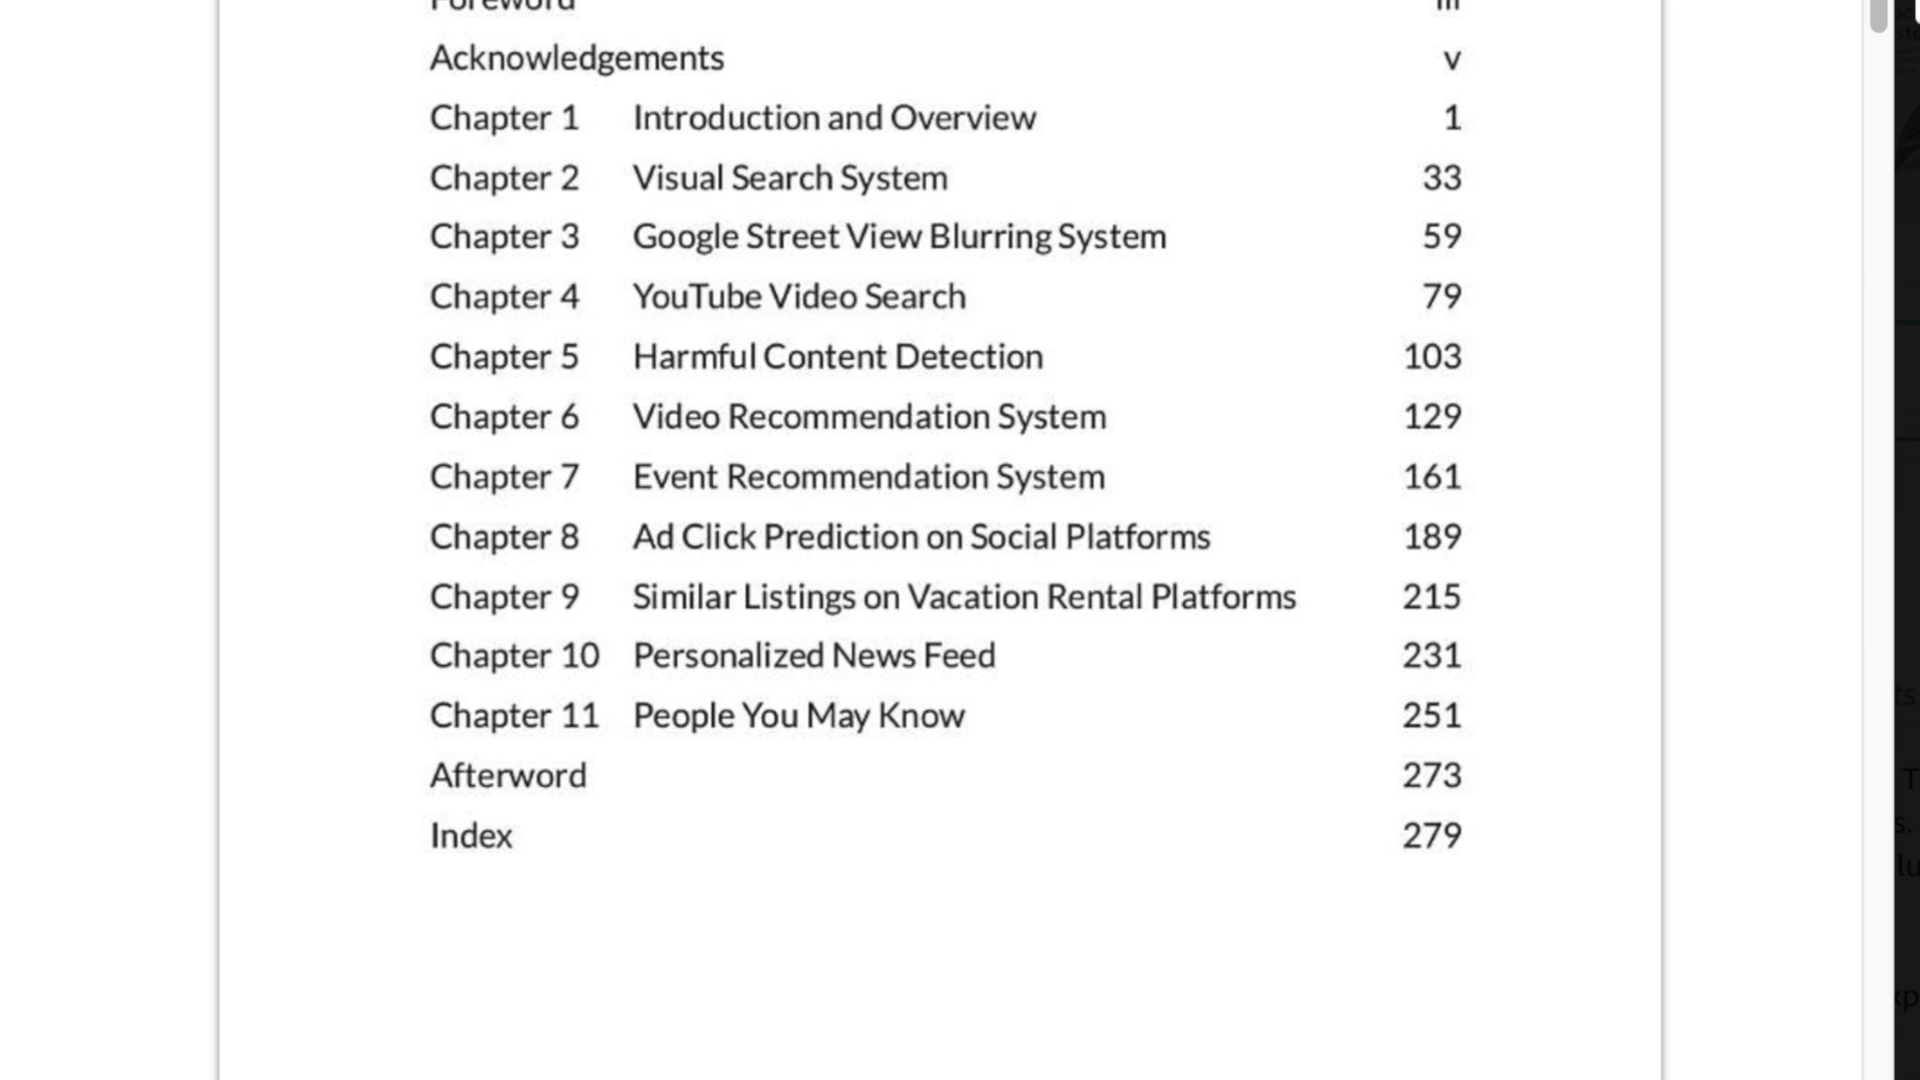 Foreword iii
Acknowledgements v
Chapter 1 Introduction and Overview 1
Chapter 2 Visual Search System 33
Chapter 3 Google Street View Blurring System 59
Chapter 4 YouTube Video Search 79
Chapter 5 Harmful Content Detection 103
Chapter 6 Video Recommendation System 129
Chapter 7 Event Recommendation System 161
Chapter 8 Ad Click Prediction on Social Platforms 189
Chapter 9 Similar Listings on Vacation Rental Platforms 215
Chapter 10 Personalized News Feed 231
Chapter 11 People You May Know 251
Afterword 273
Index 279